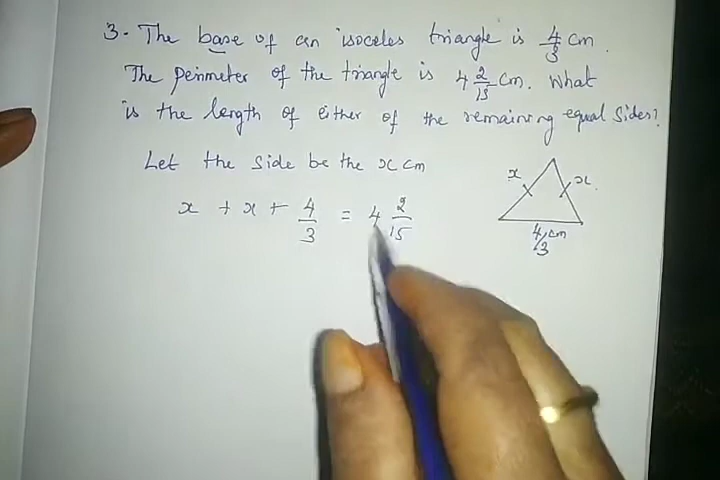 3. The base of an isoceles triangle is 4/3 cm.
The perimeter of the triangle is 4 2/15 cm. What
is the length of either of the remaining equal sides?
Let the side be the x cm
x x
x + x + 4/3 = 4 2/15
4/3 cm